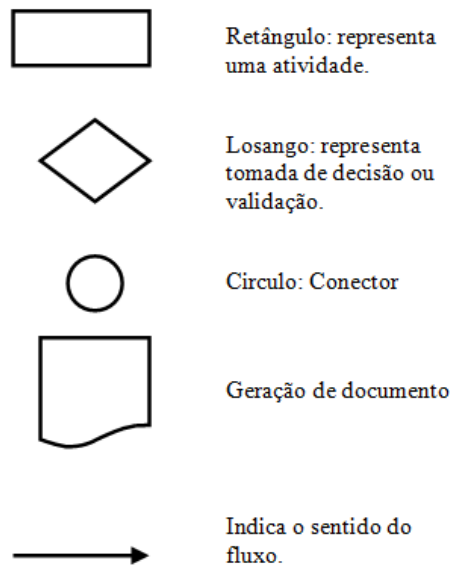 Retângulo: representa
uma atividade.
Losango: representa
tomada de decisão ou
validação.
Circulo: Conector
Geração de documento
Indica o sentido do
fluxo.